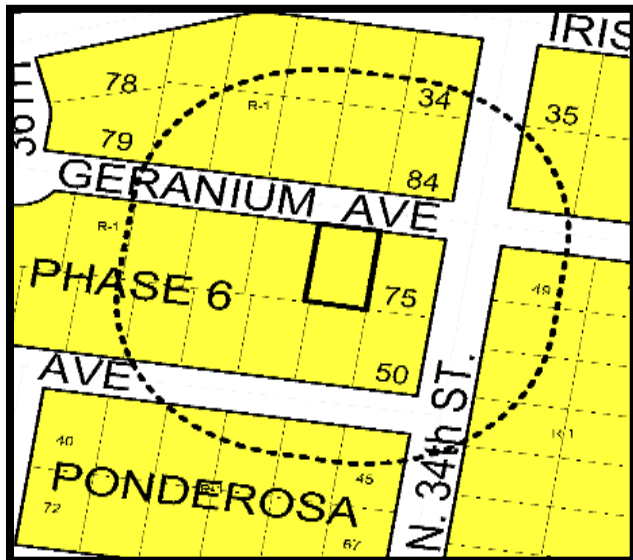 IRIS
78
34
35
R-1
36TH
79
84
GERANIUM AVE
R-1
PHASE 6
75
49
AVE
50
N. 34th ST.
40
R-1
45
PONDEROSA
72
67